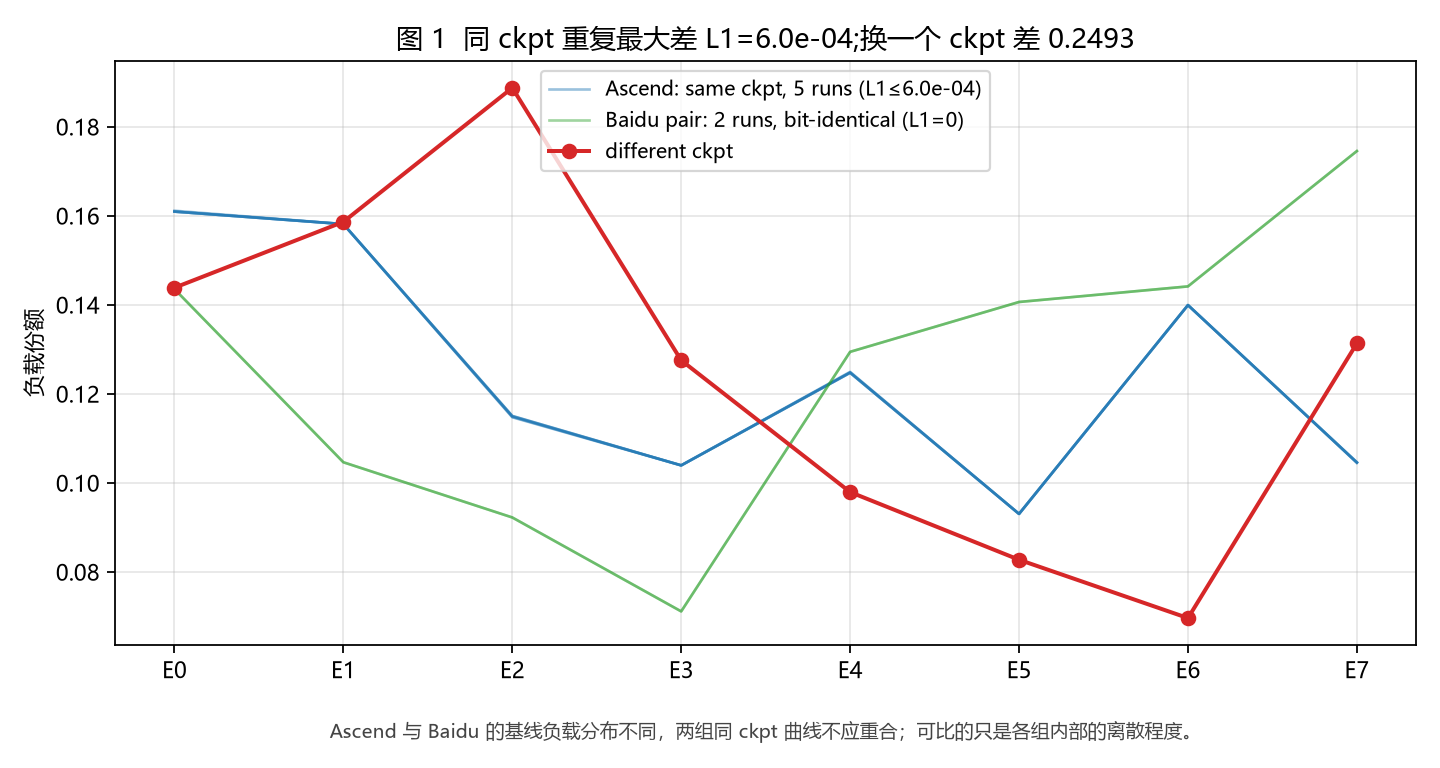 图 1 同 ckpt 重复最大差 L1=6.0e-04;换一个 ckpt 差 0.2493
Ascend: same ckpt, 5 runs (L1≤6.0e-04)
Baidu pair: 2 runs, bit-identical (L1=0)
different ckpt
负载份额
0.18
0.16
0.14
0.12
0.10
0.08
E0 E1 E2 E3 E4 E5 E6 E7
Ascend 与 Baidu 的基线负载分布不同，两组同 ckpt 曲线不应重合；可比的只是各组内部的离散程度。